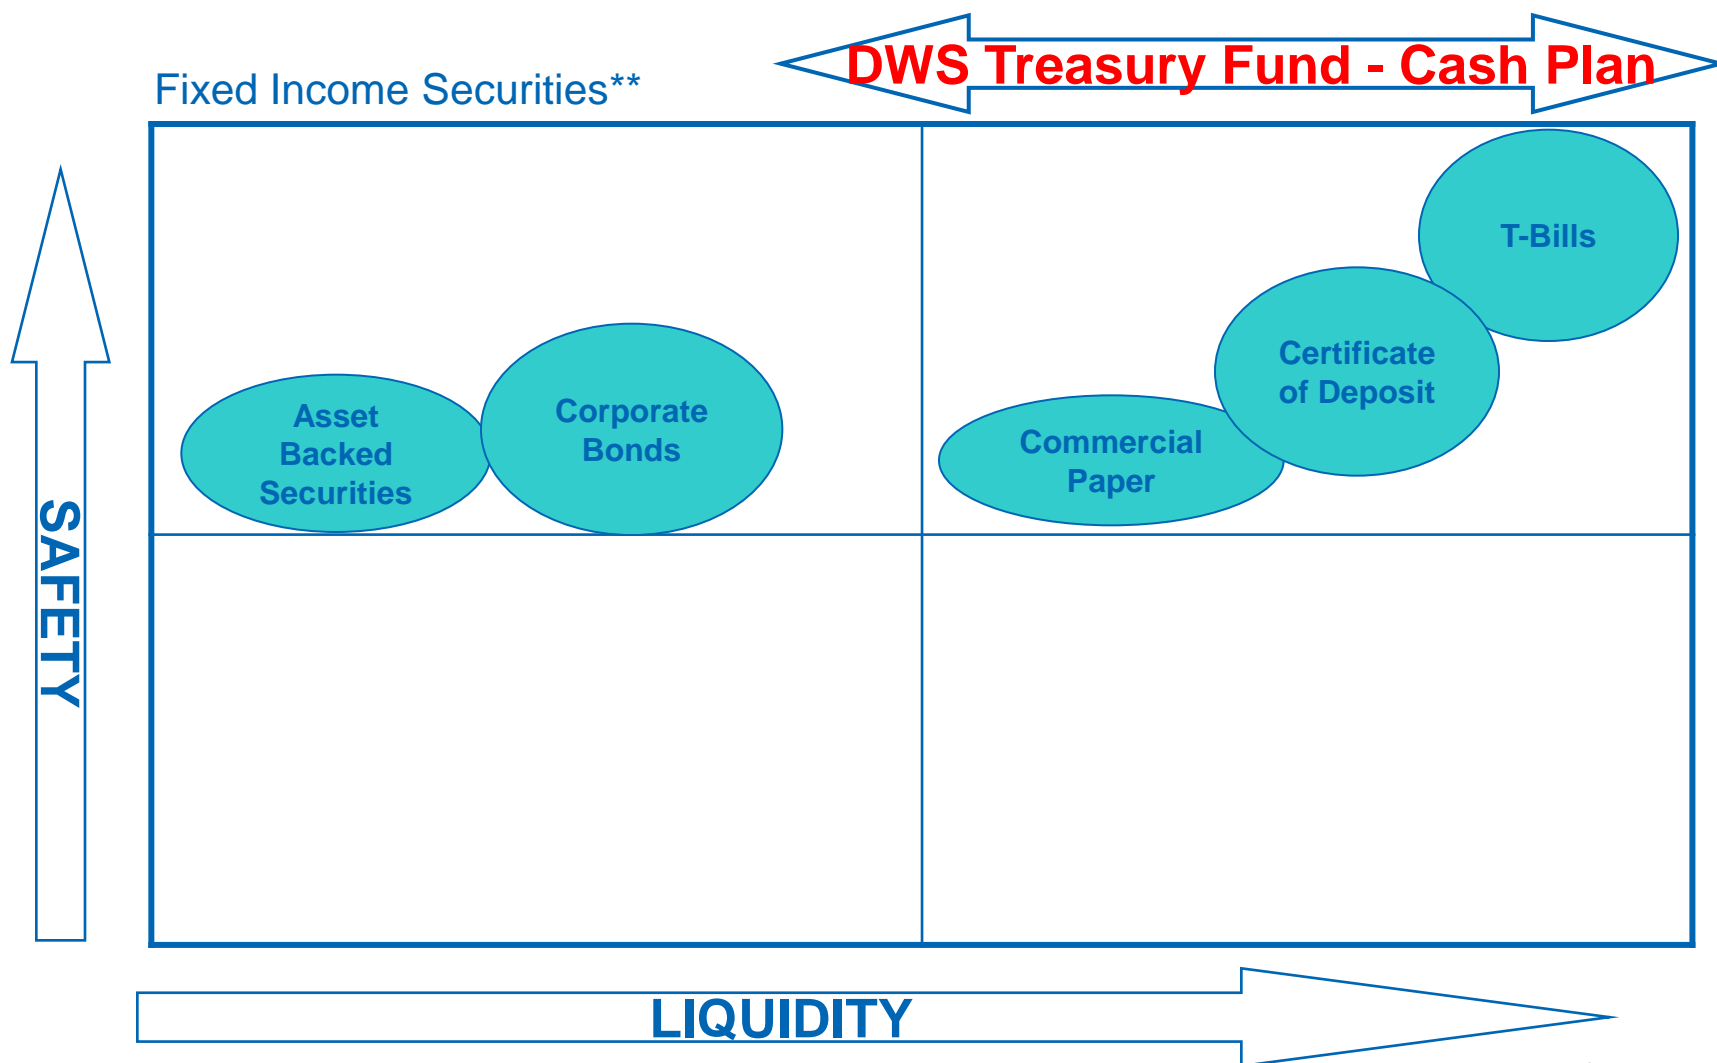 DWS Treasury Fund - Cash Plan
Fixed Income Securities**
T-Bills
Certificate
of Deposit
Corporate
Bonds
Asset
Backed
Securities
Commercial
Paper
SAFETY
LIQUIDITY